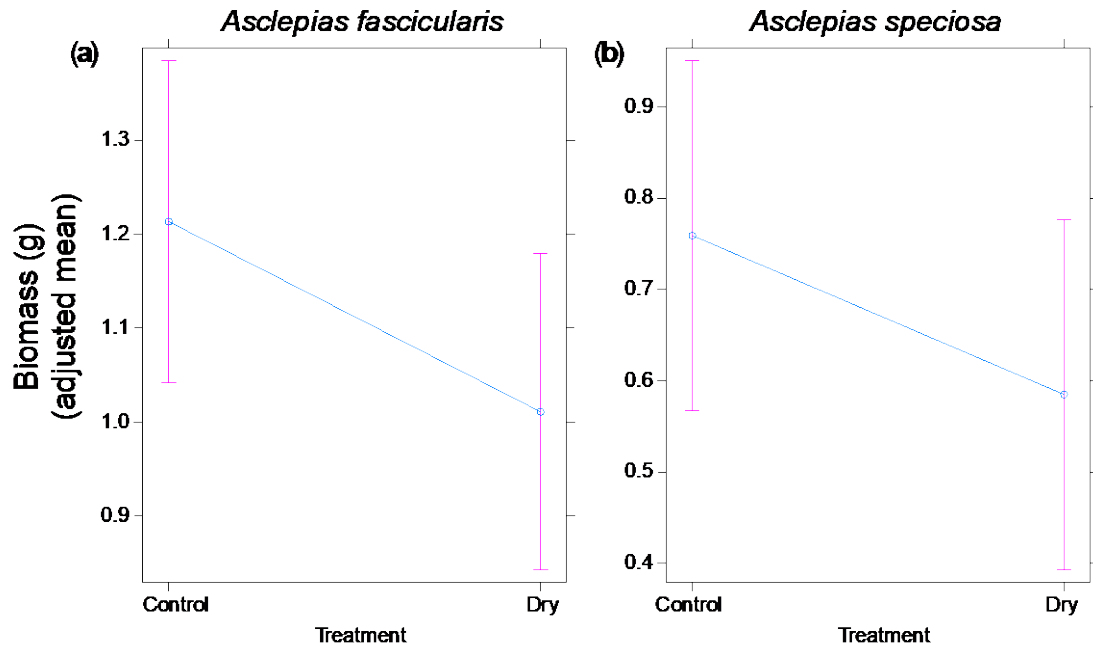 Asclepias fascicularis
Asclepias speciosa
(a)
(b)
Biomass (g)
(adjusted mean)
1.3
1.2
1.1
1.0
0.9
0.9
0.8
0.7
0.6
0.5
0.4
Control
Dry
Control
Dry
Treatment
Treatment